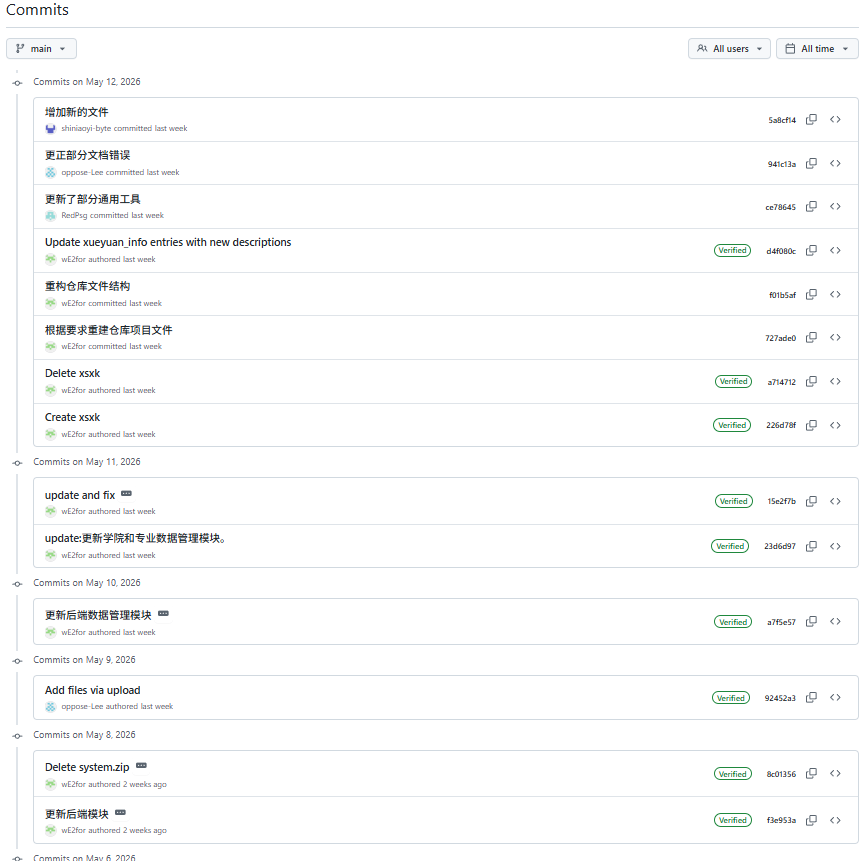 Commits
main
All users
All time
Commits on May 12, 2026
增加新的文件
shiniaoyi-byte committed last week
5a8cf14
更正部分文档错误
oppose-Lee committed last week
941c13a
更新了部分通用工具
RedPsg committed last week
ce78645
Update xueyuan_info entries with new descriptions
wE2for authored last week
Verified
d4f080c
重构仓库文件结构
wE2for committed last week
f01b5af
根据要求重建仓库项目文件
wE2for committed last week
727ade0
Delete xsxk
wE2for authored last week
Verified
a714712
Create xsxk
wE2for authored last week
Verified
226d78f
Commits on May 11, 2026
update and fix
wE2for authored last week
Verified
15e2f7b
update:更新学院和专业数据管理模块。
wE2for authored last week
Verified
23d6d97
Commits on May 10, 2026
更新后端数据管理模块
wE2for authored last week
Verified
a7f5e57
Commits on May 9, 2026
Add files via upload
oppose-Lee authored last week
Verified
92452a3
Commits on May 8, 2026
Delete system.zip
wE2for authored 2 weeks ago
Verified
8c01356
更新后端模块
wE2for authored 2 weeks ago
Verified
f3e953a
Commits on May 6, 2026